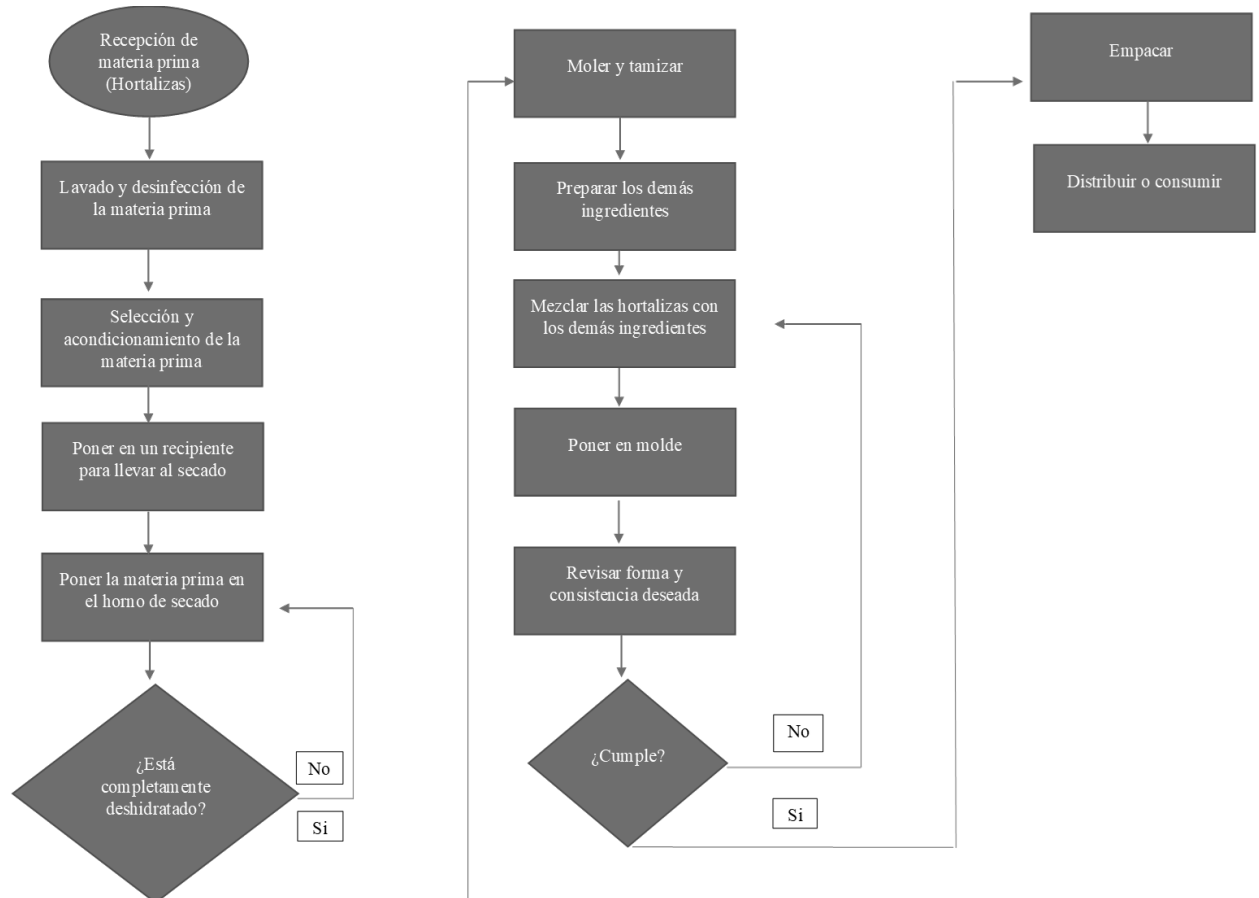 Recepción de
materia prima
(Hortalizas)
Lavado y desinfección de
la materia prima
Selección y
acondicionamiento de la
materia prima
Poner en un recipiente
para llevar al secado
Poner la materia prima en
el horno de secado
¿Está
completamente
deshidratado?
No
Si
Moler y tamizar
Preparar los demás
ingredientes
Mezclar las hortalizas con
los demás ingredientes
Poner en molde
Revisar forma y
consistencia deseada
¿Cumple?
No
Si
Empacar
Distribuir o consumir